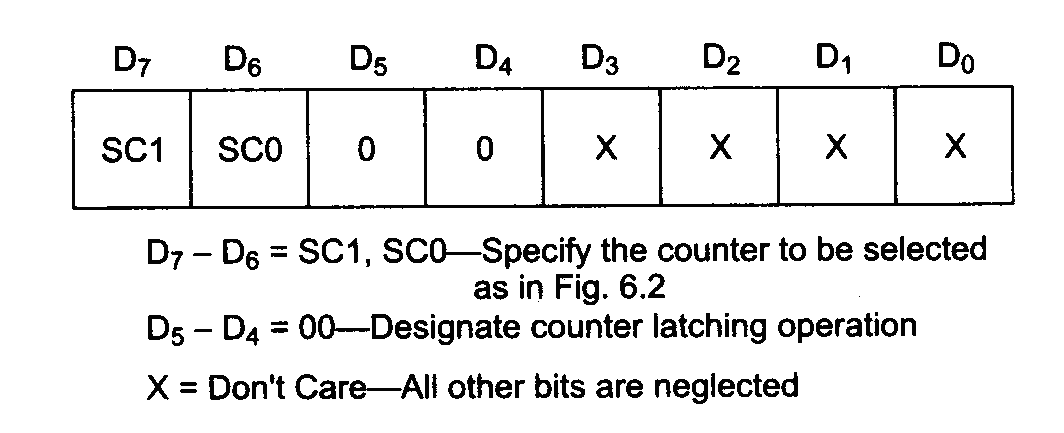 D₇ D₆ D₅ D₄ D₃ D₂ D₁ D₀
SC1 SC0 0 0 X X X X
D₇ – D₆ = SC1, SC0—Specify the counter to be selected
as in Fig. 6.2
D₅ – D₄ = 00—Designate counter latching operation
X = Don't Care—All other bits are neglected